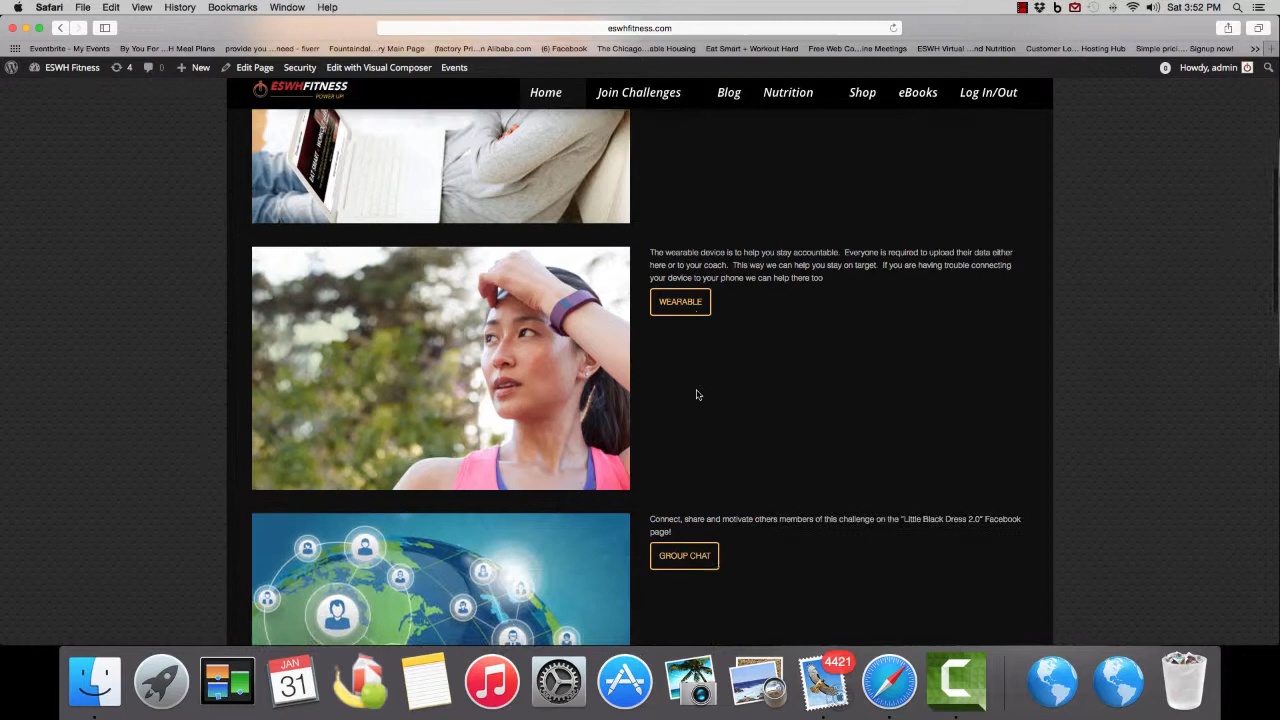 Safari File Edit View History Bookmarks Window Help Sat 3:52 PM
eswhfitness.com
Eventbrite - My Events By You For ...H Meal Plans provide you ...need - fiverr Fountaindal...ry Main Page (factory Pri...n Alibaba.com (6) Facebook The Chicago...able Housing Eat Smart + Workout Hard Free Web Co...ine Meetings ESWH Virtual ...nd Nutrition Customer Lo... Hosting Hub Simple prici... Signup now!
ESWH Fitness 4 0 New Edit Page Security Edit with Visual Composer Events 0 Howdy, admin
ESWHFITNESS
POWER UP!
Home Join Challenges Blog Nutrition Shop eBooks Log In/Out
EAT SMART
The wearable device is to help you stay accountable. Everyone is required to upload their data either
here or to your coach. This way we can help you stay on target. If you are having trouble connecting
your device to your phone we can help there too
WEARABLE
Connect, share and motivate others members of this challenge on the "Little Black Dress 2.0" Facebook
page!
GROUP CHAT
JAN
31
4421
C